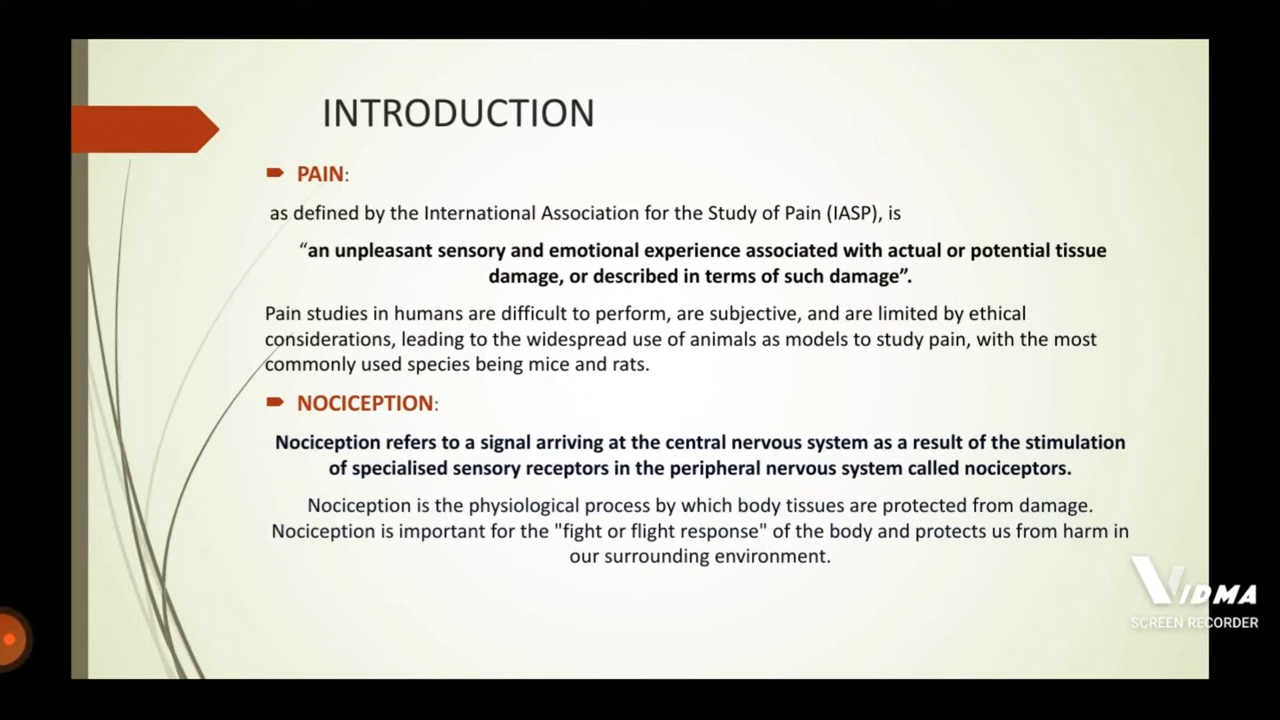 INTRODUCTION
PAIN:
as defined by the International Association for the Study of Pain (IASP), is
“an unpleasant sensory and emotional experience associated with actual or potential tissue
damage, or described in terms of such damage”.
Pain studies in humans are difficult to perform, are subjective, and are limited by ethical
considerations, leading to the widespread use of animals as models to study pain, with the most
commonly used species being mice and rats.
NOCICEPTION:
Nociception refers to a signal arriving at the central nervous system as a result of the stimulation
of specialised sensory receptors in the peripheral nervous system called nociceptors.
Nociception is the physiological process by which body tissues are protected from damage.
Nociception is important for the "fight or flight response" of the body and protects us from harm in
our surrounding environment.
VIDMA
SCREEN RECORDER